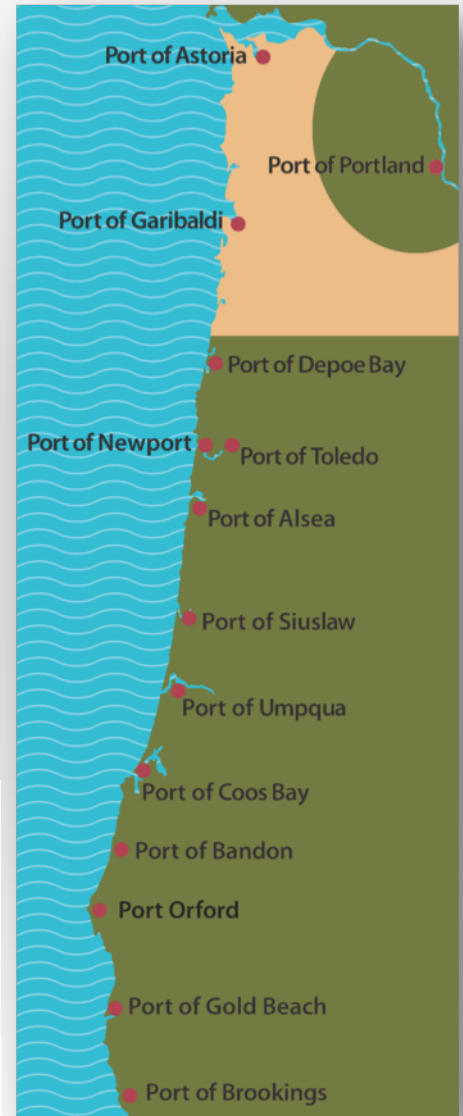 Port of Astoria
Port of Portland
Port of Garibaldi
Port of Depoe Bay
Port of Newport
Port of Toledo
Port of Alsea
Port of Siuslaw
Port of Umpqua
Port of Coos Bay
Port of Bandon
Port Orford
Port of Gold Beach
Port of Brookings